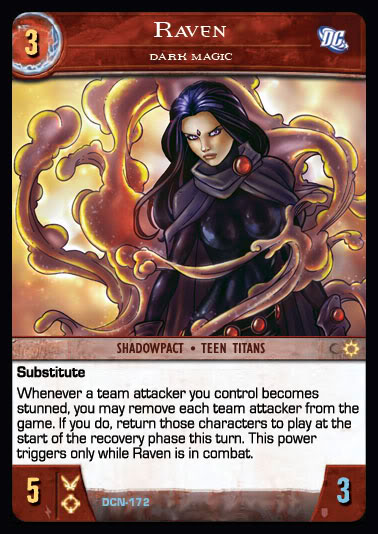 3
RAVEN
DC
DARK MAGIC
SHADOWPACT • TEEN TITANS
C
Substitute
Whenever a team attacker you control becomes
stunned, you may remove each team attacker from the
game. If you do, return those characters to play at the
start of the recovery phase this turn. This power
triggers only while Raven is in combat.
5
DCN-172
3